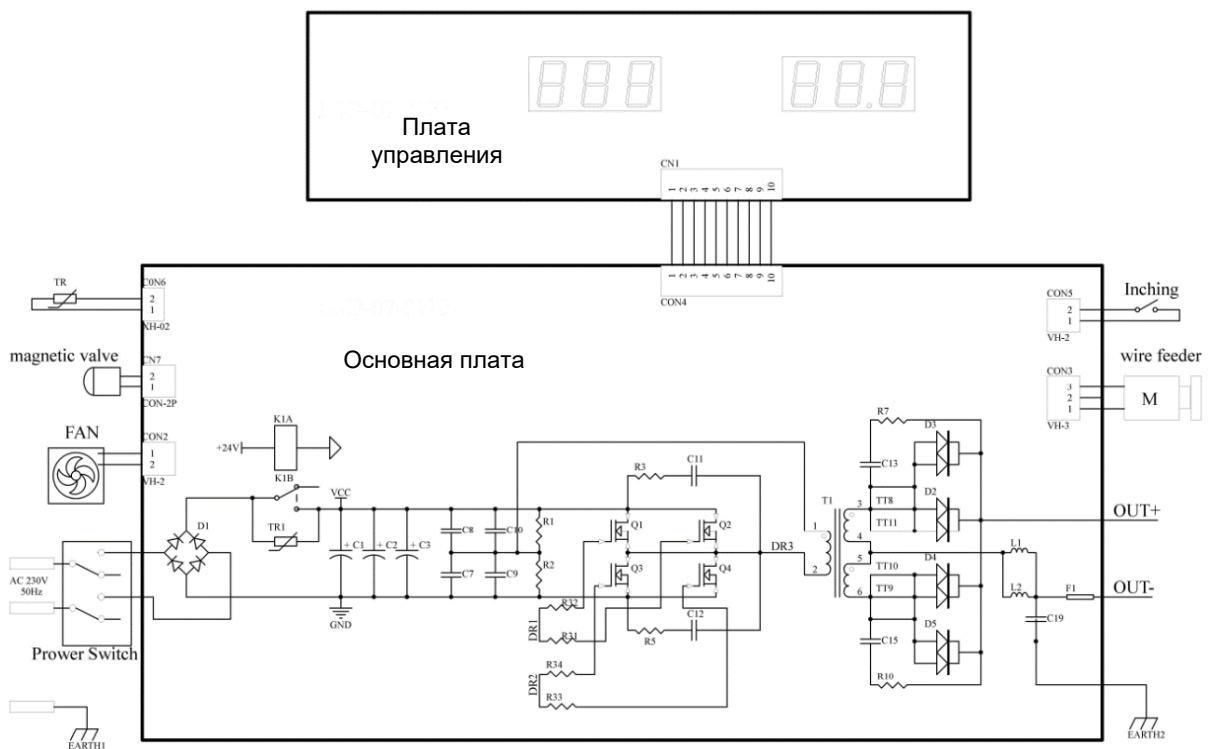 888
88.8
Плата
управления
CN1
1 2 3 4 5 6 7 8 9 10
1 2 3 4 5 6 7 8 9 10
CON4
TR
C0N6
2
1
XH-02
CON5
2
1
VH-2
Inching
magnetic valve
CN7
2
1
CON-2P
Основная плата
CON3
3
2
1
VH-3
wire feeder
M
FAN
CON2
1
2
VH-2
K1A
+24V
K1B
TR1
VCC
D1
+ C1
+ C2
+ C3
GND
C8
C10
C7
C9
R1
R2
R3
C11
Q1
Q2
Q3
Q4
R5
C12
DR3
R32
DR1
R31
R34
DR2
R33
T1
1
2
3
4
5
6
R7
C13
D3
TT8
D2
TT11
TT10
D4
TT9
D5
C15
R10
L1
L2
F1
C19
OUT+
OUT-
AC 230V
50Hz
Prower Switch
EARTH1
EARTH2